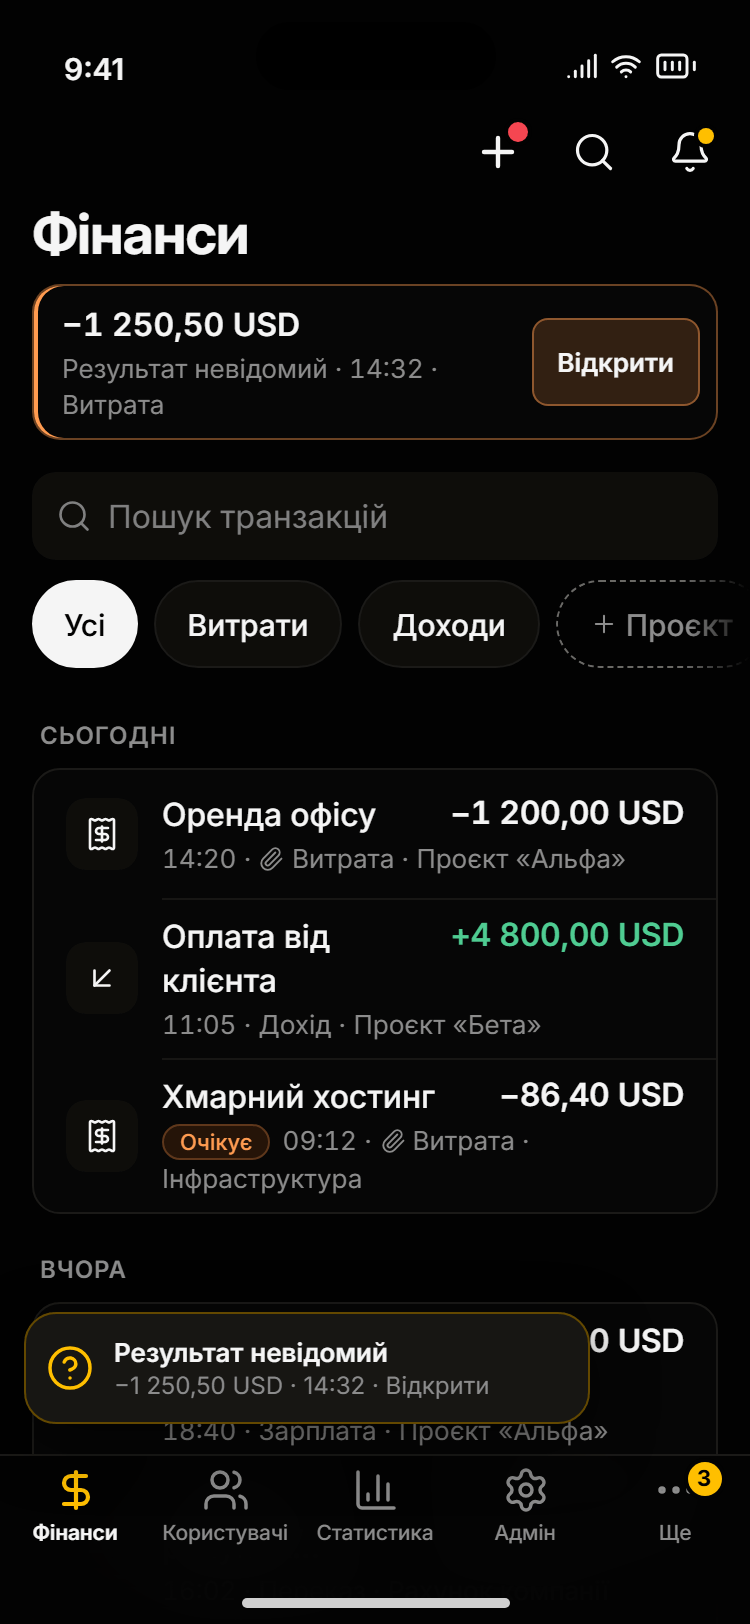 9:41
Фінанси
−1 250,50 USD
Результат невідомий · 14:32 ·
Витрата
Відкрити
Пошук транзакцій
Усі
Витрати
Доходи
+ Проєкт
СЬОГОДНІ
Оренда офісу
−1 200,00 USD
14:20 · Витрата · Проєкт «Альфа»
Оплата від
клієнта
+4 800,00 USD
11:05 · Дохід · Проєкт «Бета»
Хмарний хостинг
−86,40 USD
Очікує 09:12 · Витрата ·
Інфраструктура
ВЧОРА
0 USD
Результат невідомий
−1 250,50 USD · 14:32 · Відкрити
18:40 · Зарплата · Проєкт «Альфа»
Фінанси
Користувачі
Статистика
Адмін
3
Ще